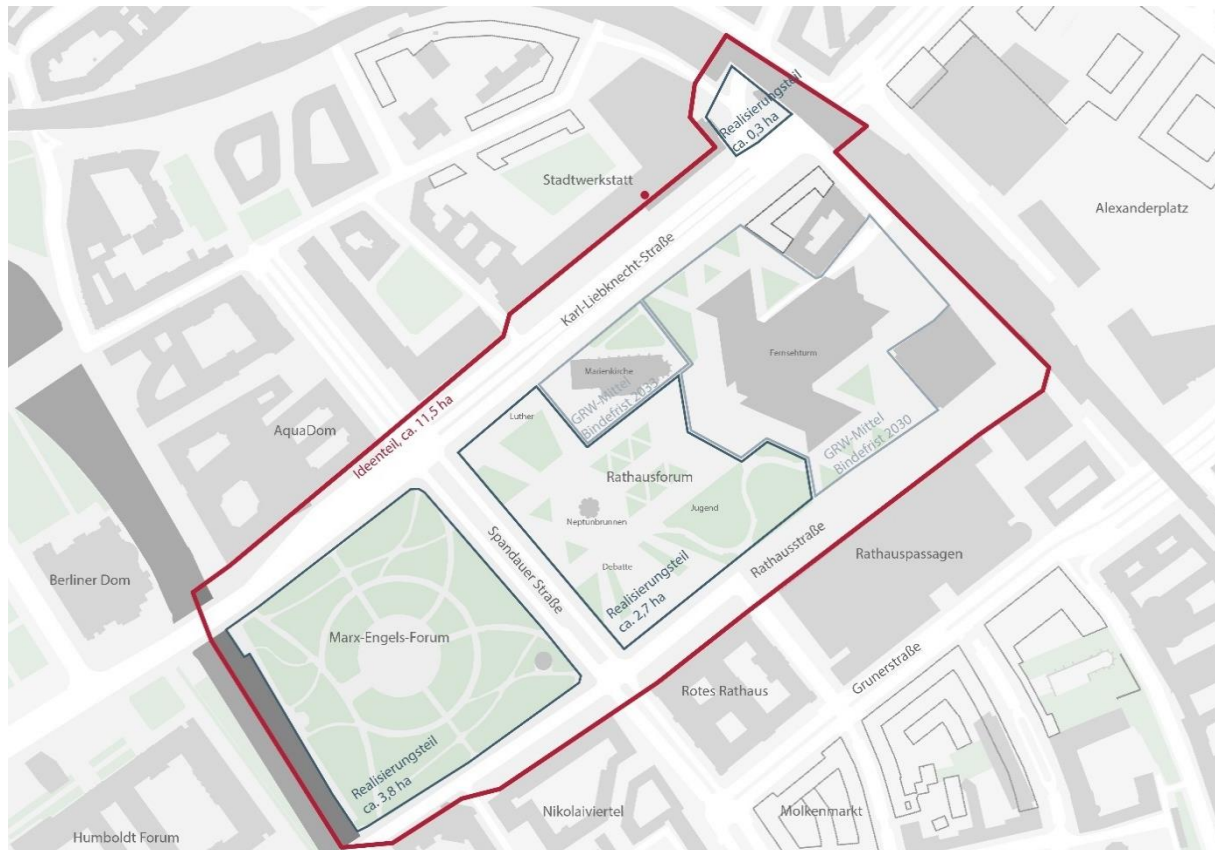 Realisierungsteil
ca. 0,3 ha
Stadtwerkstatt
Alexanderplatz
Karl-Liebknecht-Straße
Fernsehturm
Marienkirche
GRW-Mittel
Bindefrist 2033
GRW-Mittel
Bindefrist 2030
Ideenteil, ca. 11,5 ha
AquaDom
Luther
Rathausforum
Jugend
Neptunbrunnen
Debatte
Realisierungsteil
ca. 2,7 ha
Rathausstraße
Rathauspassagen
Spandauer Straße
Berliner Dom
Marx-Engels-Forum
Realisierungsteil
ca. 3,8 ha
Rotes Rathaus
Grunerstraße
Nikolaiviertel
Molkenmarkt
Humboldt Forum